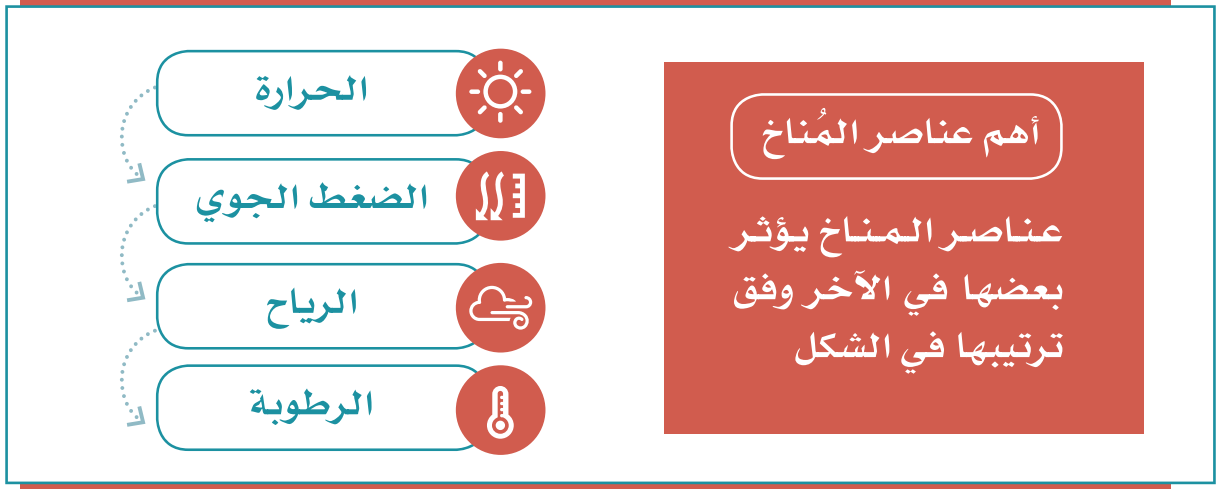 أهم عناصر المُناخ
عناصر المناخ يؤثر
بعضها في الآخر وفق
ترتيبها في الشكل
الحرارة
الضغط الجوي
الرياح
الرطوبة